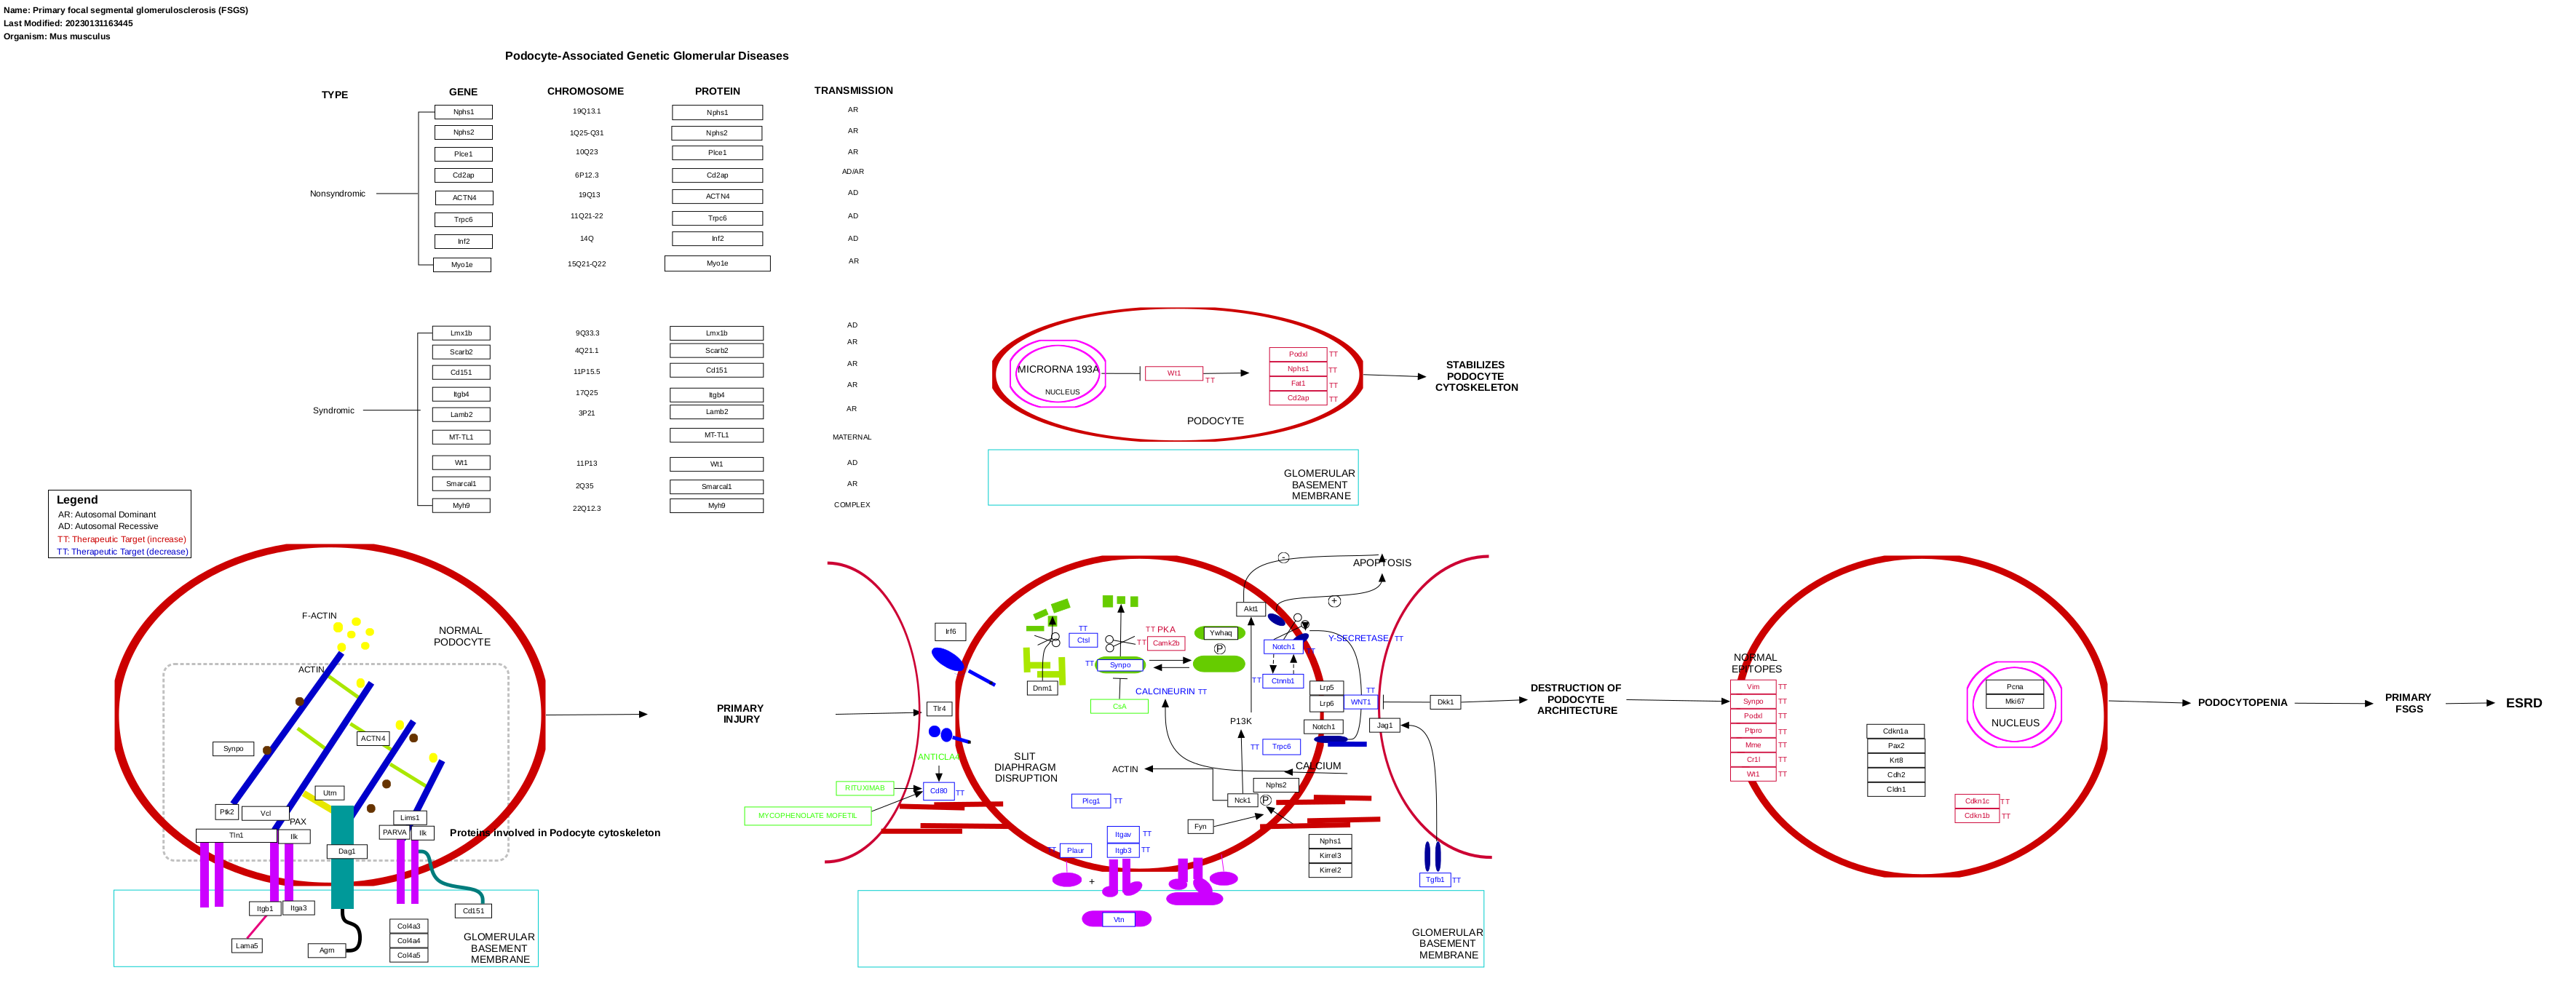 Name: Primary focal segmental glomerulosclerosis (FSGS)
Last Modified: 20230131163445
Organism: Mus musculus
Podocyte-Associated Genetic Glomerular Diseases
TYPE GENE CHROMOSOME PROTEIN TRANSMISSION
Nphs1 19Q13.1 Nphs1 AR
Nphs2 1Q25-Q31 Nphs2 AR
Plce1 10Q23 Plce1 AR
Cd2ap 6P12.3 Cd2ap AD/AR
Nonsyndromic
ACTN4 19Q13 ACTN4 AD
Trpc6 11Q21-22 Trpc6 AD
Inf2 14Q Inf2 AD
Myo1e 15Q21-Q22 Myo1e AR
Lmx1b 9Q33.3 Lmx1b AD
Scarb2 4Q21.1 Scarb2 AR
Cd151 11P15.5 Cd151 AR
Itgb4 17Q25 Itgb4 AR
Syndromic
Lamb2 3P21 Lamb2 AR
MT-TL1 MT-TL1 MATERNAL
Wt1 11P13 Wt1 AD
Smarcal1 2Q35 Smarcal1 AR
Myh9 22Q12.3 Myh9 COMPLEX
MICRORNA 193A
NUCLEUS
Wt1
TT
Podxl TT
Nphs1 TT
Fat1 TT
Cd2ap TT
PODOCYTE
STABILIZES
PODOCYTE
CYTOSKELETON
GLOMERULAR
BASEMENT
MEMBRANE
Legend
AR: Autosomal Dominant
AD: Autosomal Recessive
TT: Therapeutic Target (increase)
TT: Therapeutic Target (decrease)
F-ACTIN
NORMAL
PODOCYTE
ACTIN
ACTN4
Synpo
Utrn
Ptk2
Vcl
PAX
Lims1
Tln1
Ilk
PARVA
Ilk
Dag1
Proteins involved in Podocyte cytoskeleton
Itgb1
Itga3
Cd151
Lama5
Agrn
Col4a3
Col4a4
Col4a5
GLOMERULAR
BASEMENT
MEMBRANE
PRIMARY
INJURY
Irf6
Tlr4
ANTICLA-
Cd80
TT
RITUXIMAB
MYCOPHENOLATE MOFETIL
SLIT
DIAPHRAGM
DISRUPTION
Dnm1
TT
Ctsl
TT PKA
TT Camk2b
TT
Synpo
CsA
CALCINEURIN TT
Ywhaq
P
Akt1
-
APOPTOSIS
+
Y-SECRETASE TT
Notch1
TT
TT
Ctnnb1
Lrp5
Lrp6
TT
WNT1
Notch1
Dkk1
Jag1
P13K
TT
Trpc6
CALCIUM
ACTIN
Nphs2
Nck1
P
Plcg1 TT
Fyn
Itgav TT
Itgb3 TT
TT
Plaur
+
Nphs1
Kirrel3
Kirrel2
Tgfb1 TT
Vtn
GLOMERULAR
BASEMENT
MEMBRANE
DESTRUCTION OF
PODOCYTE
ARCHITECTURE
NORMAL
EPITOPES
Vim TT
Synpo TT
Podxl TT
Ptpro TT
Mme TT
Cr1l TT
Wt1 TT
Pcna
Mki67
NUCLEUS
Cdkn1a
Pax2
Krt8
Cdh2
Cldn1
Cdkn1c TT
Cdkn1b TT
PODOCYTOPENIA
PRIMARY
FSGS
ESRD